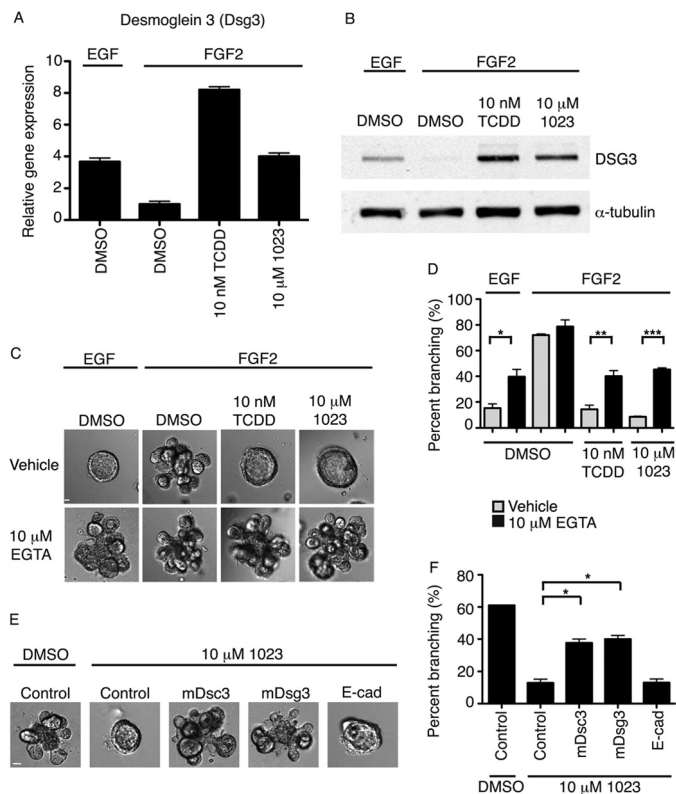 A
Desmoglein 3 (Dsg3)
EGF FGF2
Relative gene expression
10
8
6
4
2
0
DMSO
DMSO
10 nM TCDD
10 μM 1023
B
EGF FGF2
DMSO DMSO 10 nM TCDD 10 μM 1023
DSG3
α-tubulin
C
EGF FGF2
DMSO DMSO 10 nM TCDD 10 μM 1023
Vehicle
10 μM
EGTA
D
EGF FGF2
Percent branching (%)
100
80
60
40
20
0
* ** ***
DMSO 10 nM TCDD 10 μM 1023
Vehicle
10 μM EGTA
E
DMSO 10 μM 1023
Control Control mDsc3 mDsg3 E-cad
F
Percent branching (%)
80
60
40
20
0
*
*
Control
Control
mDsc3
mDsg3
E-cad
DMSO 10 μM 1023